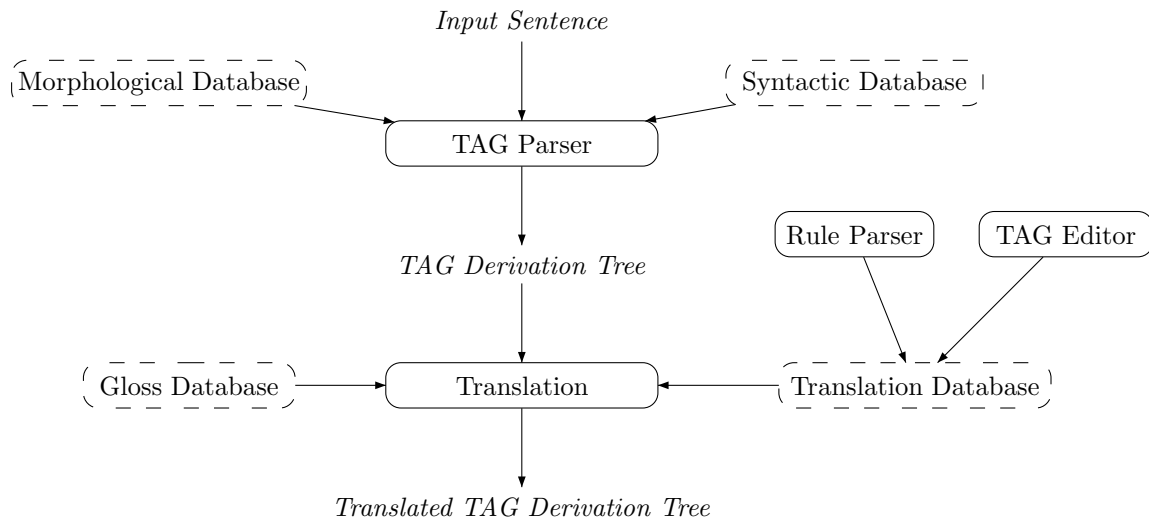 Input Sentence
Morphological Database
Syntactic Database
TAG Parser
Rule Parser
TAG Editor
TAG Derivation Tree
Gloss Database
Translation
Translation Database
Translated TAG Derivation Tree